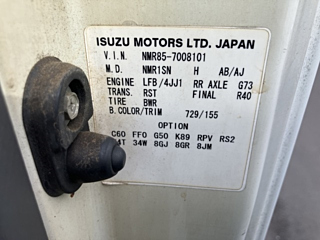 ISUZU MOTORS LTD. JAPAN
V.I.N. NMR85-7008101
M.D. NMR1SN H AB/AJ
ENGINE LFB/4JJ1 RR AXLE G73
TRANS. RST FINAL R40
TIRE BWR
B.COLOR/TRIM 729/155
OPTION
C60 FF0 G50 K89 RPV RS2
34W 8GJ 8GR 8JM